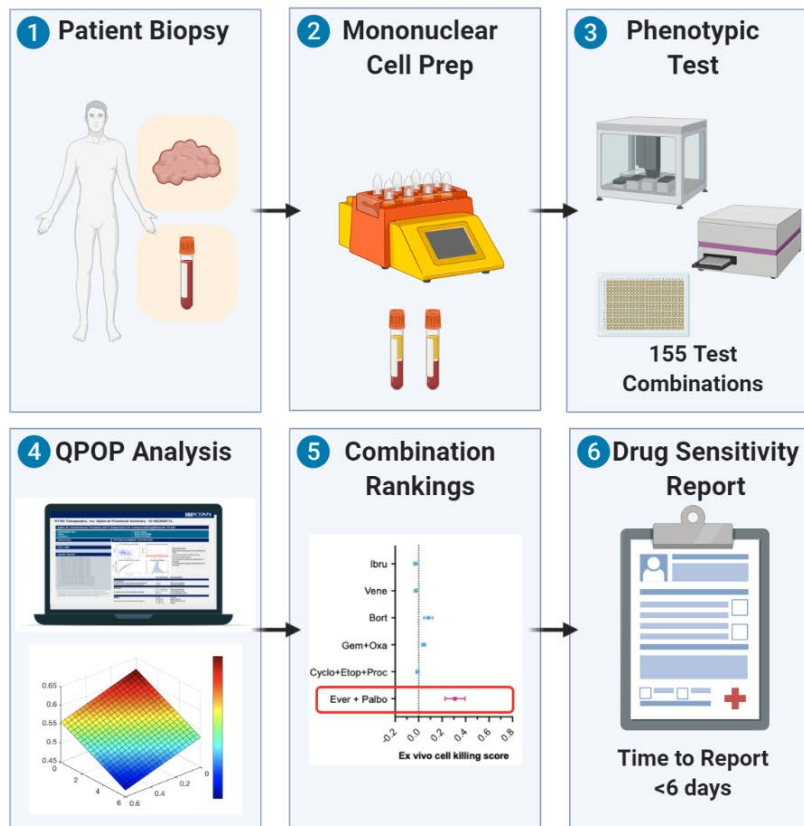 1 Patient Biopsy
2 Mononuclear
Cell Prep
3 Phenotypic
Test
155 Test
Combinations
4 QPOP Analysis
KYAN
0.65
0.6
0.55
0.5
0.45
0
2
4
6
0.6
0.4
0.2
0
5 Combination
Rankings
Ibru
Vene
Bort
Gem+Oxa
Cyclo+Etop+Proc
Ever + Palbo
-0.2
0.0
0.2
0.4
0.6
0.8
Ex vivo cell killing score
6 Drug Sensitivity
Report
Time to Report
<6 days